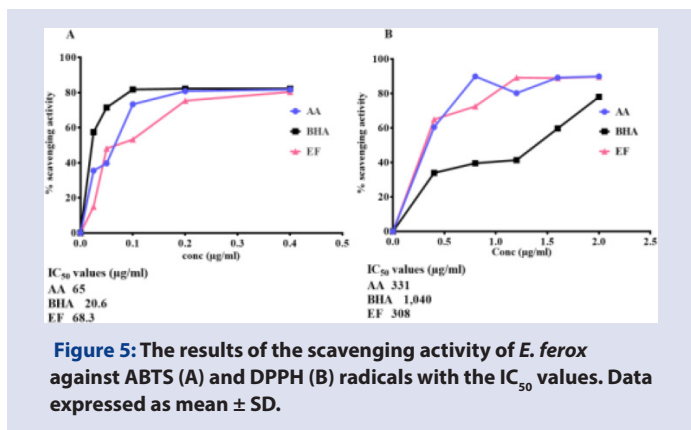 A
100
80
60
40
20
0
% scavenging activity
0.0 0.1 0.2 0.3 0.4 0.5
conc (µg/ml)
AA
BHA
EF
IC50 values (µg/ml)
AA 65
BHA 20.6
EF 68.3
B
100
80
60
40
20
0
% scavenging activity
0.0 0.5 1.0 1.5 2.0 2.5
Conc (µg/ml)
AA
BHA
EF
IC50 values (µg/ml)
AA 331
BHA 1,040
EF 308
Figure 5: The results of the scavenging activity of E. ferox
against ABTS (A) and DPPH (B) radicals with the IC50 values. Data
expressed as mean ± SD.